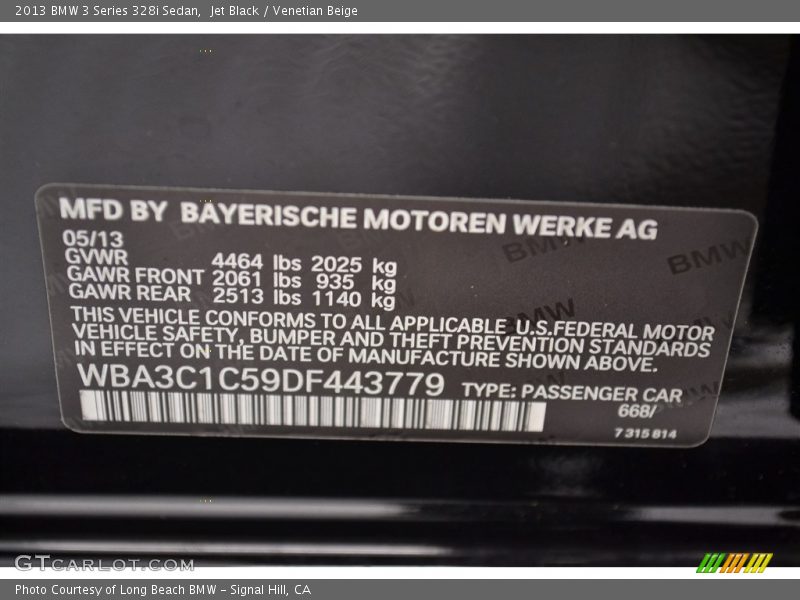 2013 BMW 3 Series 328i Sedan,  Jet Black / Venetian Beige
MFD BY BAYERISCHE MOTOREN WERKE AG
05/13
GVWR 4464 lbs 2025 kg
GAWR FRONT 2061 lbs 935 kg
GAWR REAR 2513 lbs 1140 kg
THIS VEHICLE CONFORMS TO ALL APPLICABLE U.S.FEDERAL MOTOR
VEHICLE SAFETY, BUMPER AND THEFT PREVENTION STANDARDS
IN EFFECT ON THE DATE OF MANUFACTURE SHOWN ABOVE.
WBA3C1C59DF443779 TYPE: PASSENGER CAR
668/
7 315 814
BMW
BMW
BMW
GTCARLOT.COM
Photo Courtesy of Long Beach BMW – Signal Hill, CA